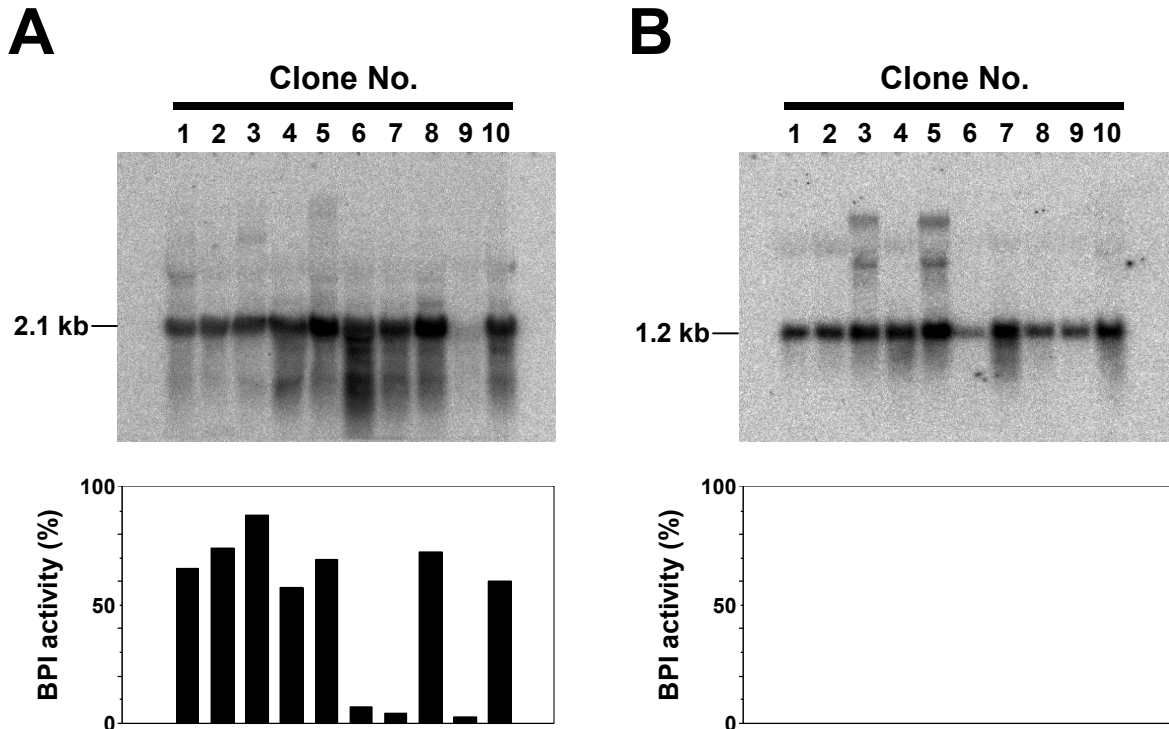 A
Clone No.
1 2 3 4 5 6 7 8 9 10
2.1 kb
100
50
0
BPI activity (%)
B
Clone No.
1 2 3 4 5 6 7 8 9 10
1.2 kb
100
50
0
BPI activity (%)